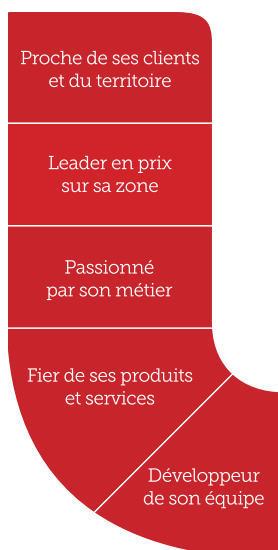 Proche de ses clients
et du territoire
Leader en prix
sur sa zone
Passionné
par son métier
Fier de ses produits
et services
Développeur
de son équipe